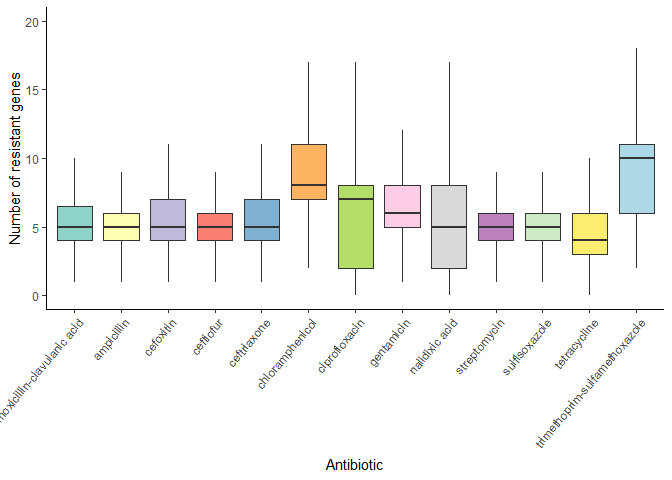 Number of resistant genes
20
15
10
5
0
moxicillin-clavulanic acid
ampicillin
cefoxitin
ceftiofur
ceftriaxone
chloramphenicol
ciprofloxacin
gentamicin
nalidixic acid
streptomycin
sulfisoxazole
tetracycline
trimethoprim-sulfamethoxazole
Antibiotic